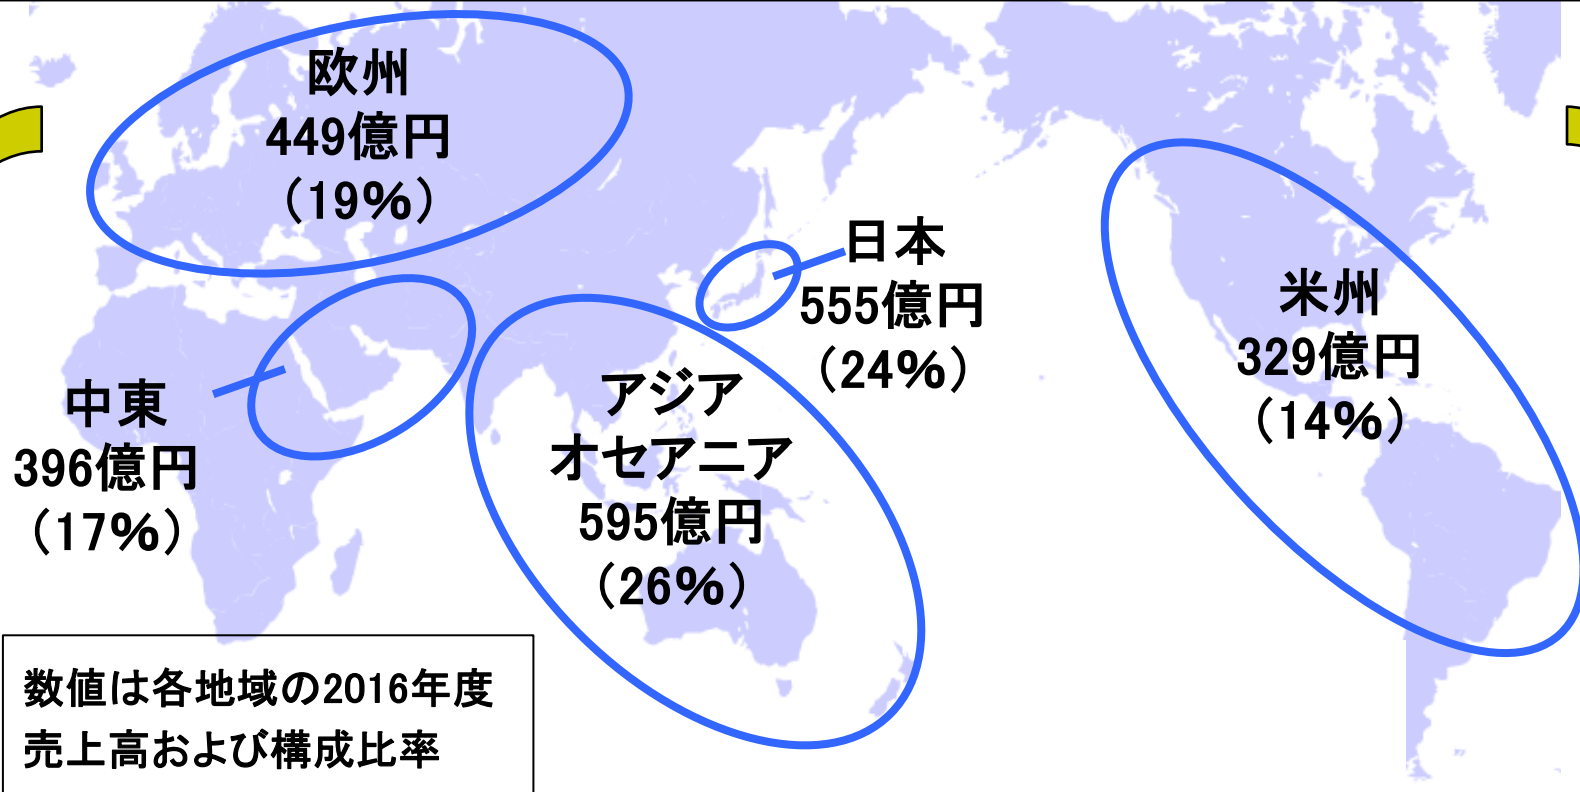 欧州
449億円
（19%）
日本
555億円
（24%）
米州
329億円
（14%）
中東
396億円
（17%）
アジア
オセアニア
595億円
（26%）
数値は各地域の2016年度
売上高および構成比率